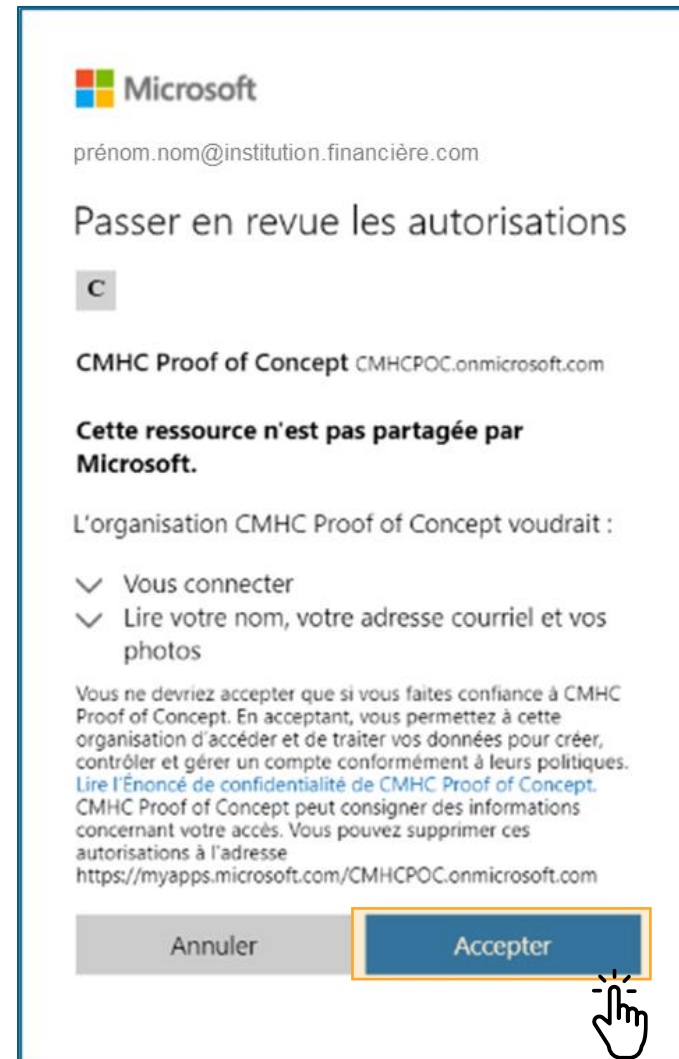 Microsoft
prénom.nom@institution.financière.com
Passer en revue les autorisations
C
CMHC Proof of Concept CMHCPOC.onmicrosoft.com
Cette ressource n'est pas partagée par
Microsoft.
L'organisation CMHC Proof of Concept voudrait :
Vous connecter
Lire votre nom, votre adresse courriel et vos
photos
Vous ne devriez accepter que si vous faites confiance à CMHC
Proof of Concept. En acceptant, vous permettez à cette
organisation d'accéder et de traiter vos données pour créer,
contrôler et gérer un compte conformément à leurs politiques.
Lire l'Énoncé de confidentialité de CMHC Proof of Concept.
CMHC Proof of Concept peut consigner des informations
concernant votre accès. Vous pouvez supprimer ces
autorisations à l'adresse
https://myapps.microsoft.com/CMHCPOC.onmicrosoft.com
Annuler
Accepter